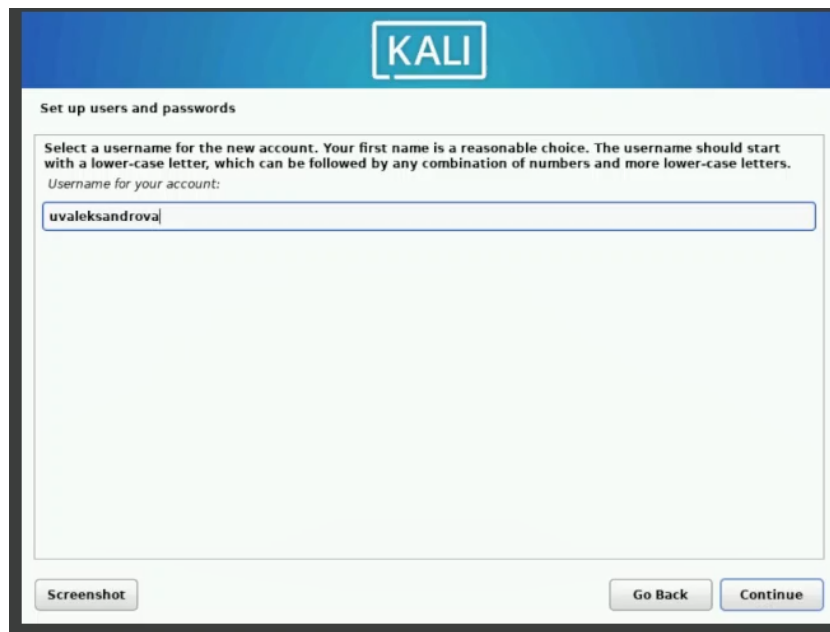 KALI
Set up users and passwords
Select a username for the new account. Your first name is a reasonable choice. The username should start
with a lower-case letter, which can be followed by any combination of numbers and more lower-case letters.
Username for your account:
uvaleksandrova
Screenshot
Go Back
Continue